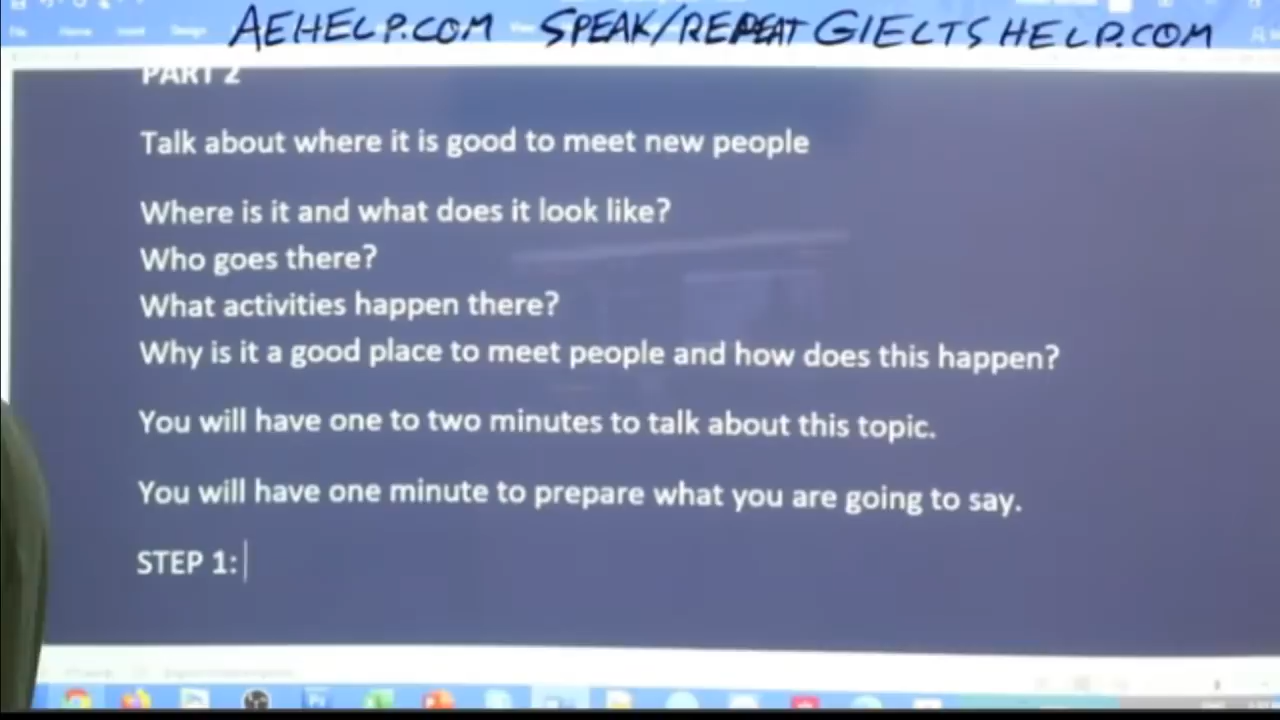 AEHELP.COM SPEAK/REPEAT GIELTSHELP.COM
PART 2
Talk about where it is good to meet new people
Where is it and what does it look like?
Who goes there?
What activities happen there?
Why is it a good place to meet people and how does this happen?
You will have one to two minutes to talk about this topic.
You will have one minute to prepare what you are going to say.
STEP 1: